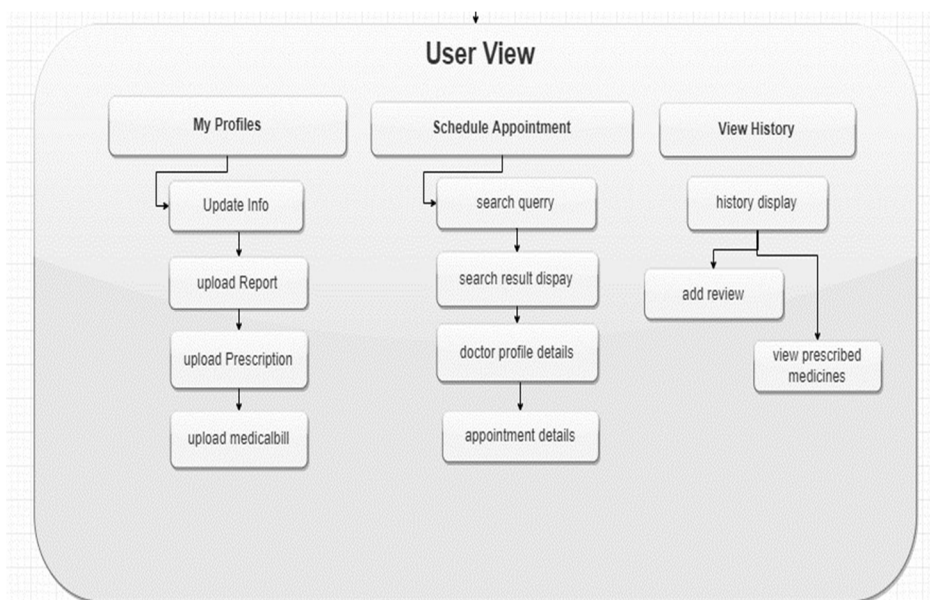 User View
My Profiles
Update Info
upload Report
upload Prescription
upload medicalbill
Schedule Appointment
search querry
search result dispay
doctor profile details
appointment details
View History
history display
add review
view prescribed
medicines